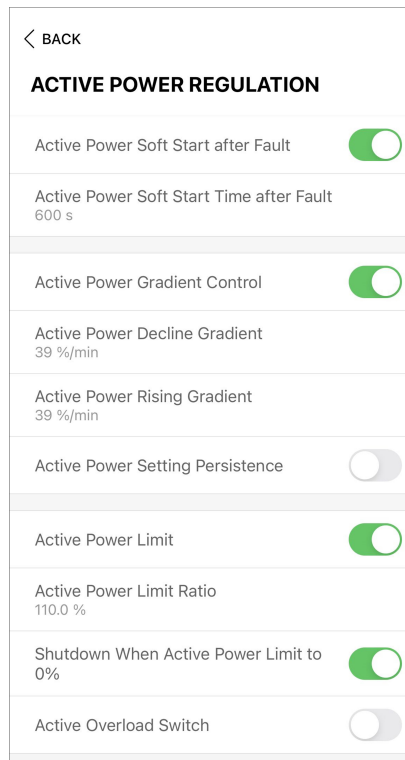 BACK
ACTIVE POWER REGULATION
Active Power Soft Start after Fault
Active Power Soft Start Time after Fault
600 s
Active Power Gradient Control
Active Power Decline Gradient
39 %/min
Active Power Rising Gradient
39 %/min
Active Power Setting Persistence
Active Power Limit
Active Power Limit Ratio
110.0 %
Shutdown When Active Power Limit to
0%
Active Overload Switch